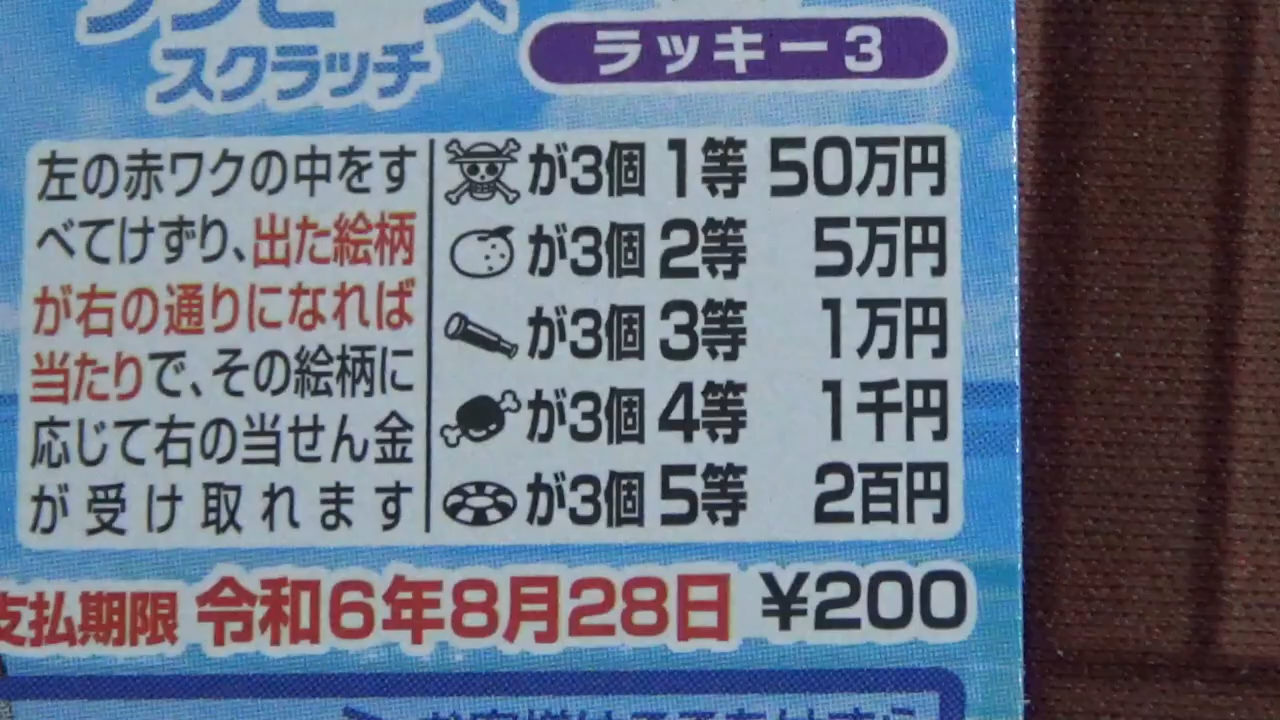 ワンピース
スクラッチ
ラッキー3
左の赤ワクの中をす
べてけずり、出た絵柄
が右の通りになれば
当たりで、その絵柄に
応じて右の当せん金
が受け取れます
が3個 1等 50万円
が3個 2等 5万円
が3個 3等 1万円
が3個 4等 1千円
が3個 5等 2百円
支払期限 令和6年8月28日 ¥200